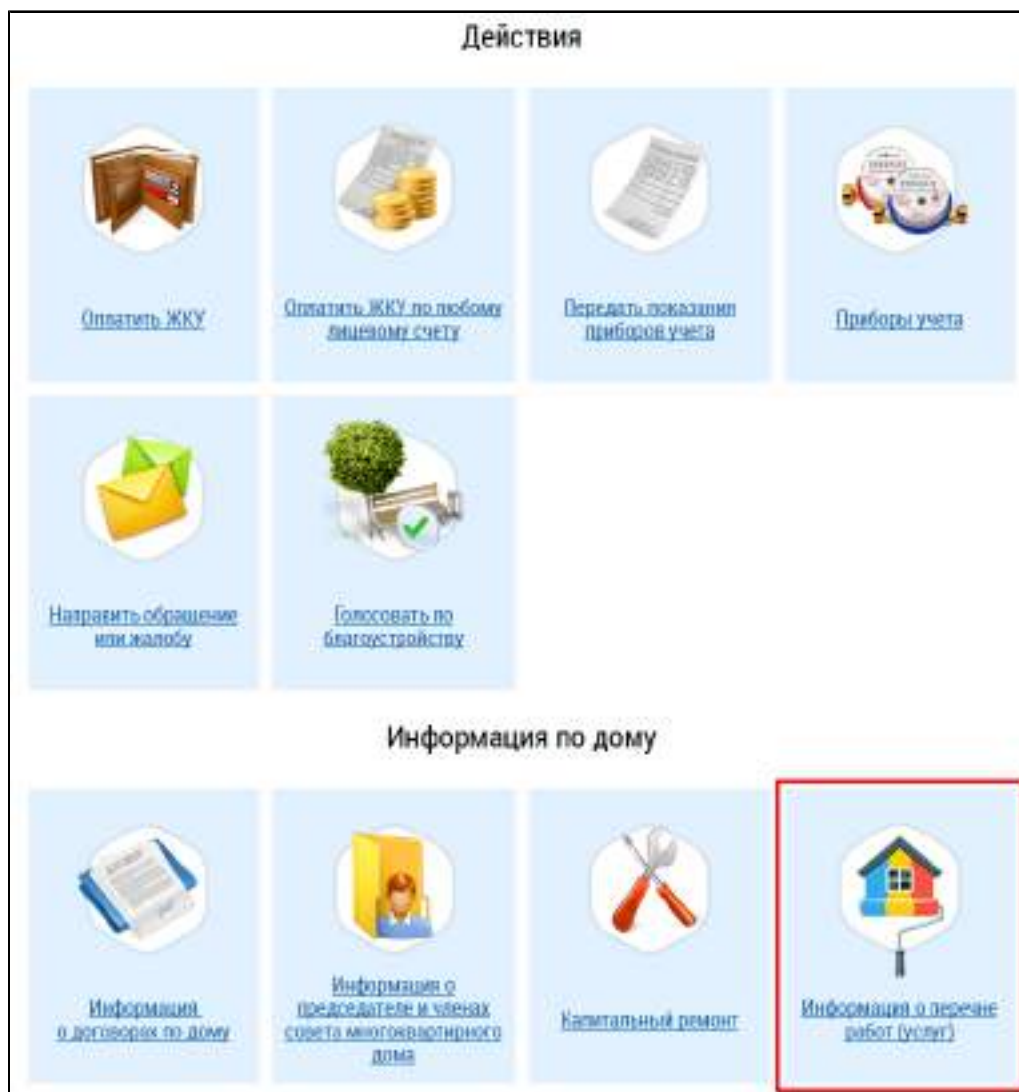 Действия
Оплатить ЖКУ
Оплатить ЖКУ по любому
лицевому счету
Передать показания
приборов учета
Приборы учета
Направить обращение
или жалобу
Голосовать по
благоустройству
Информация по дому
Информация
о договорах по дому
Информация о
председателе и членах
совета многоквартирного
дома
Капитальный ремонт
Информация о перечне
работ (услуг)